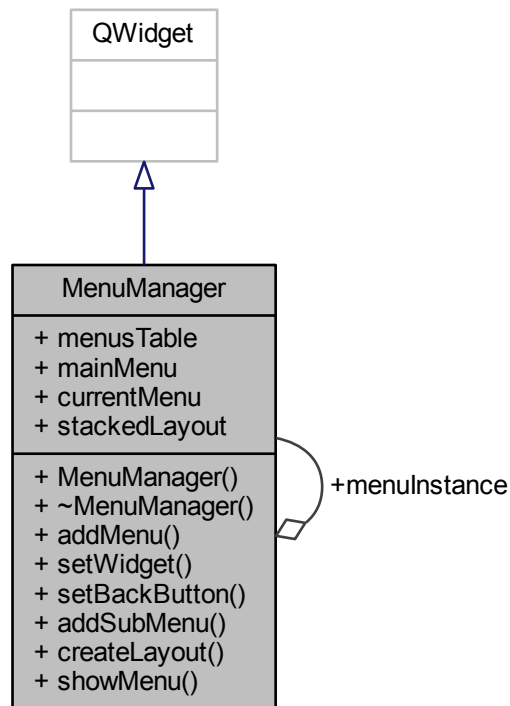 QWidget
MenuManager
+ menusTable
+ mainMenu
+ currentMenu
+ stackedLayout
+ MenuManager()
+ ~MenuManager()
+ addMenu()
+ setWidget()
+ setBackButton()
+ addSubMenu()
+ createLayout()
+ showMenu()
+menuInstance